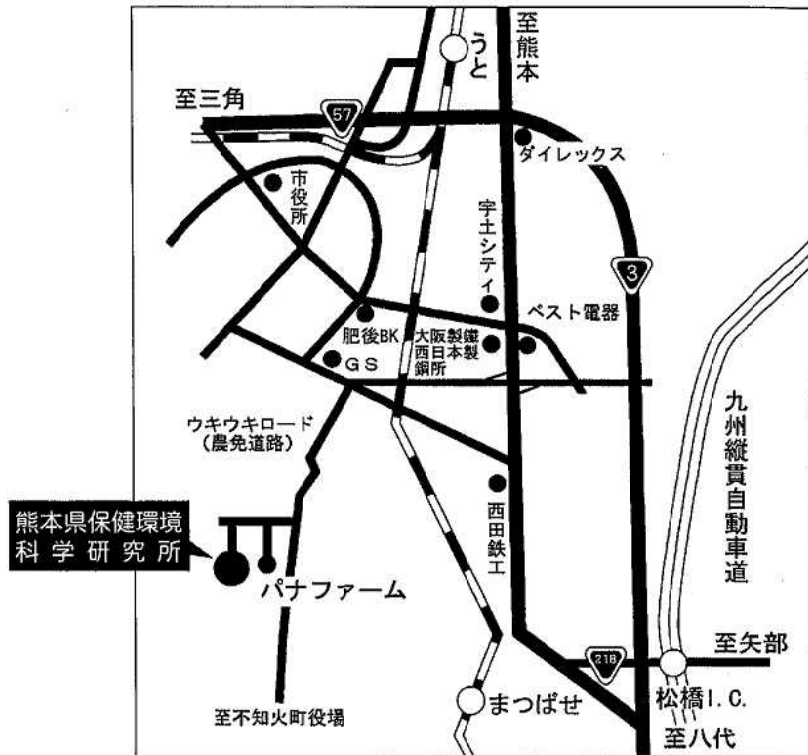 至熊本
うと
至三角
57
ダイレックス
市役所
宇土シティ
3
ベスト電器
肥後BK
大阪製鐵
西日本製
鋼所
GS
九州縦貫自動車道
ウキウキロード
(農免道路)
西田鉄工
熊本県保健環境
科学研究所
パナファーム
218
至矢部
松橋I.C.
まつばせ
至不知火町役場
至八代